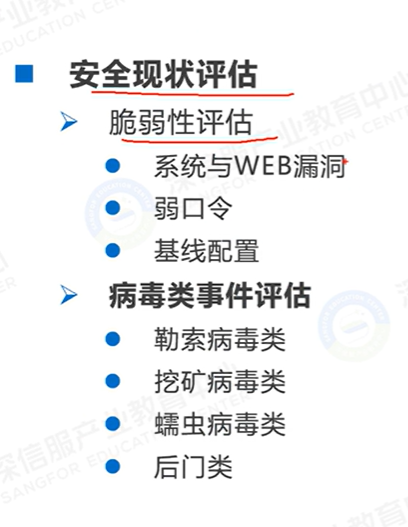 安全现状评估
脆弱性评估
系统与WEB漏洞
弱口令
基线配置
病毒类事件评估
勒索病毒类
挖矿病毒类
蠕虫病毒类
后门类
深信服产业教育中心
SANGFOR EDUCATION CENTER